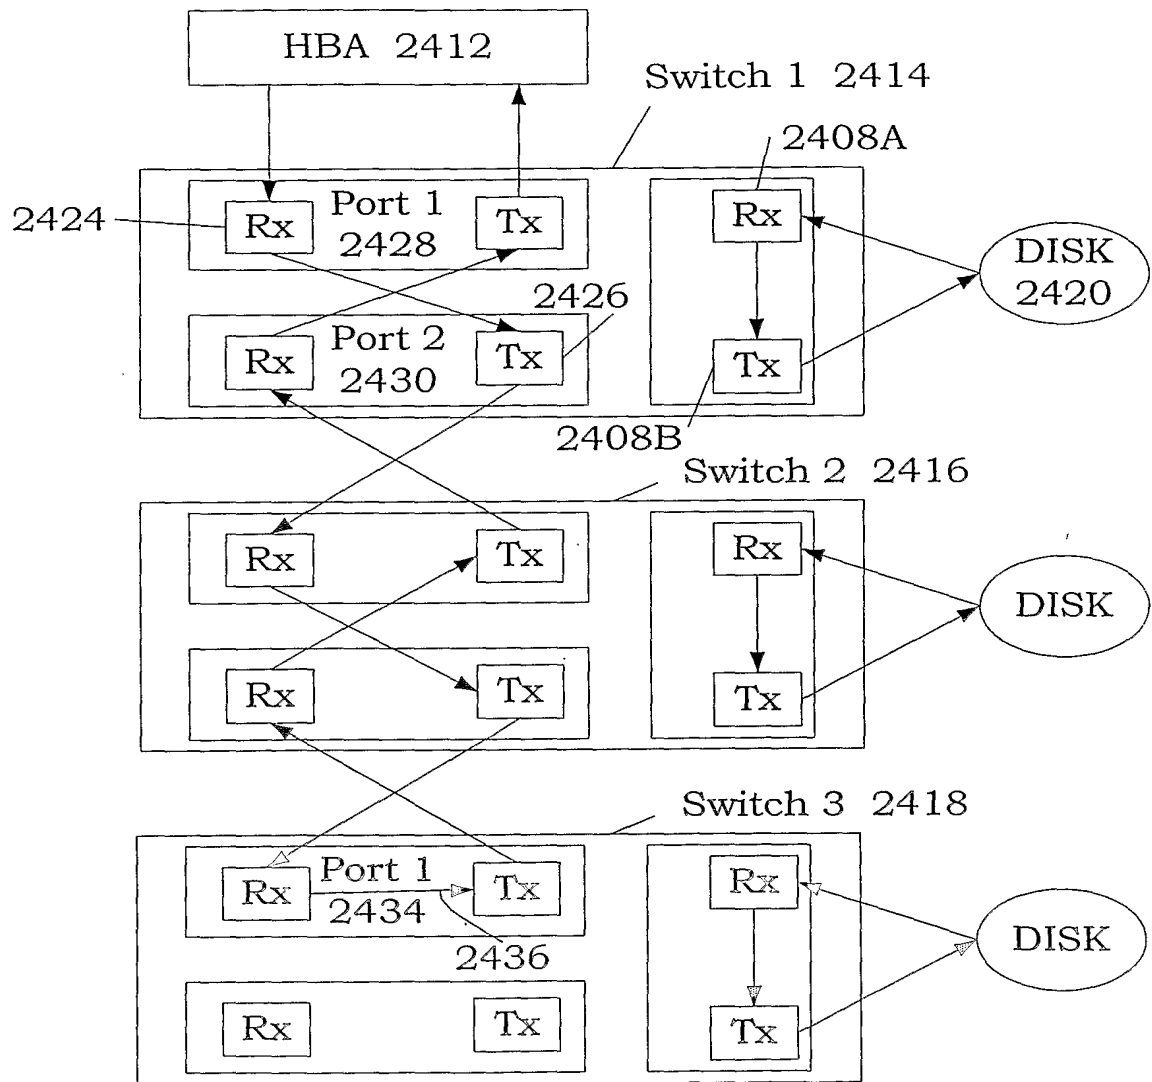 HBA 2412
Switch 1 2414
2408A
2424
Rx
Port 1
2428
Tx
Rx
DISK
2420
2426
Rx
Port 2
2430
Tx
Tx
2408B
Switch 2 2416
Rx
Tx
Rx
DISK
Rx
Tx
Tx
Switch 3 2418
Rx
Port 1
2434
Tx
Rx
DISK
2436
Rx
Tx
Tx